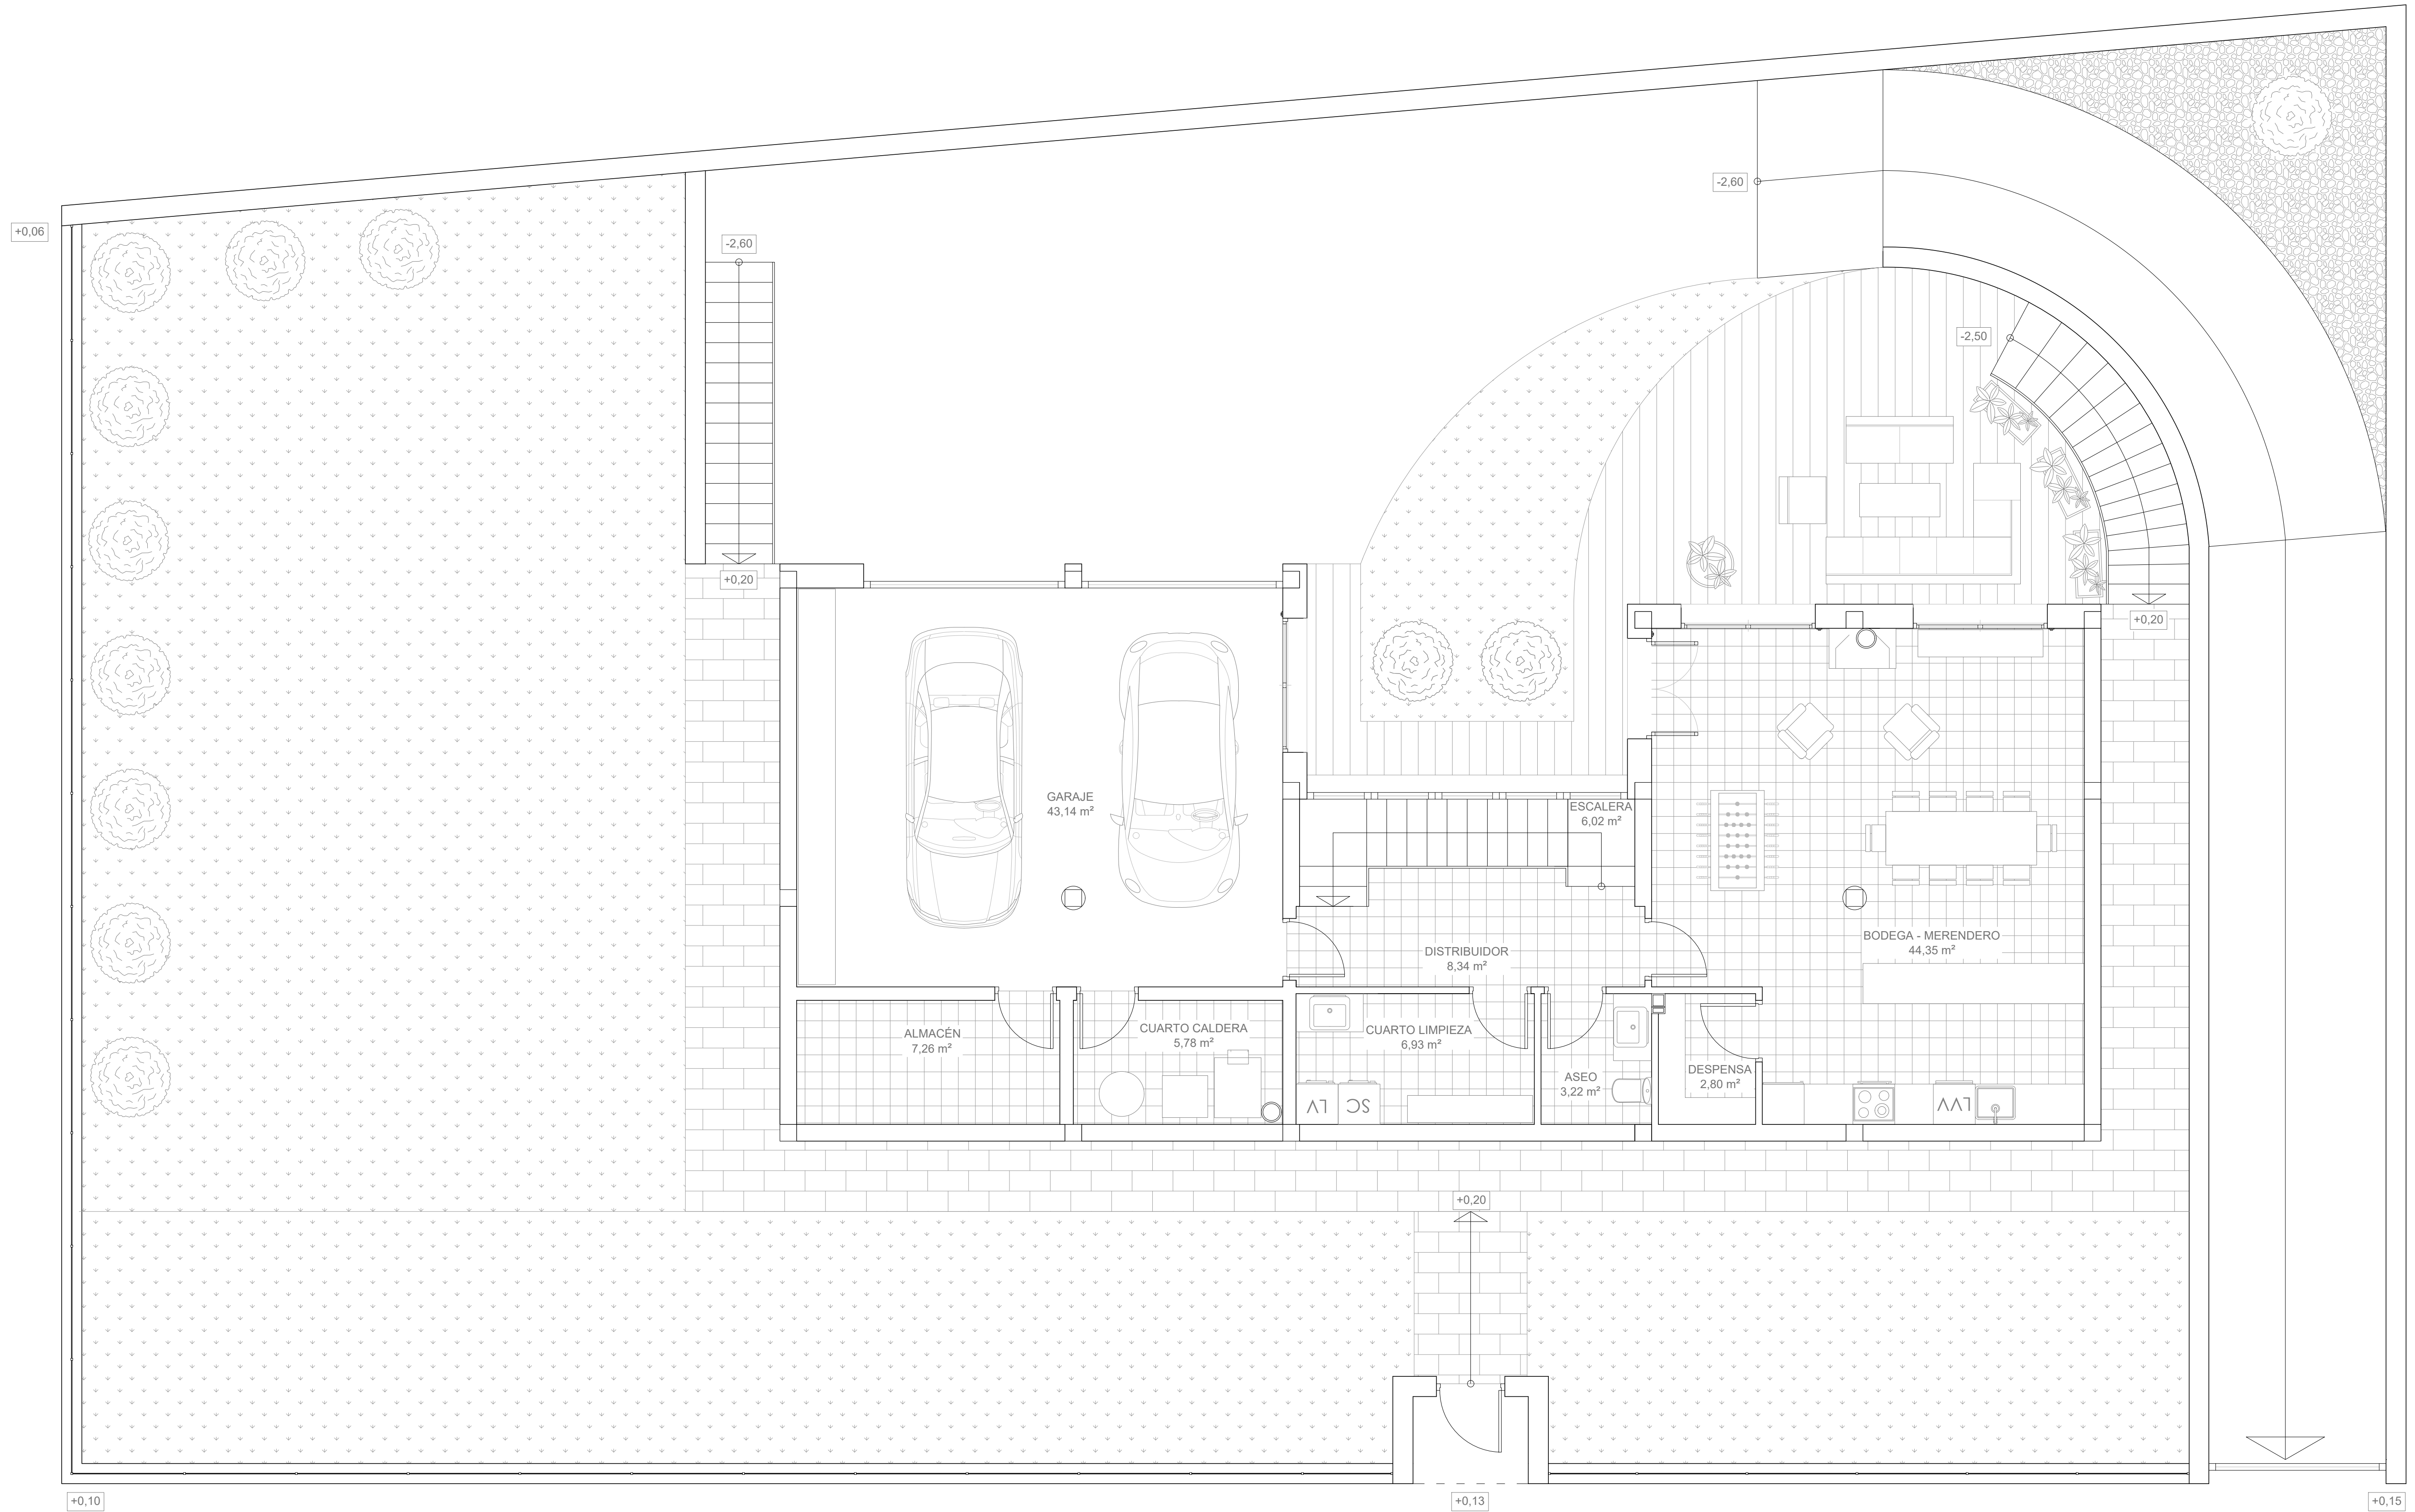 -2,60
+0,06
-2,60
-2,50
+0,20
+0,20
GARAJE
43,14 m²
ESCALERA
6,02 m²
BODEGA - MERENDERO
44,35 m²
DISTRIBUIDOR
8,34 m²
ALMACÉN
7,26 m²
CUARTO CALDERA
5,78 m²
CUARTO LIMPIEZA
6,93 m²
ASEO
3,22 m²
DESPENSA
2,80 m²
LV
SC
LVV
+0,20
+0,10
+0,13
+0,15